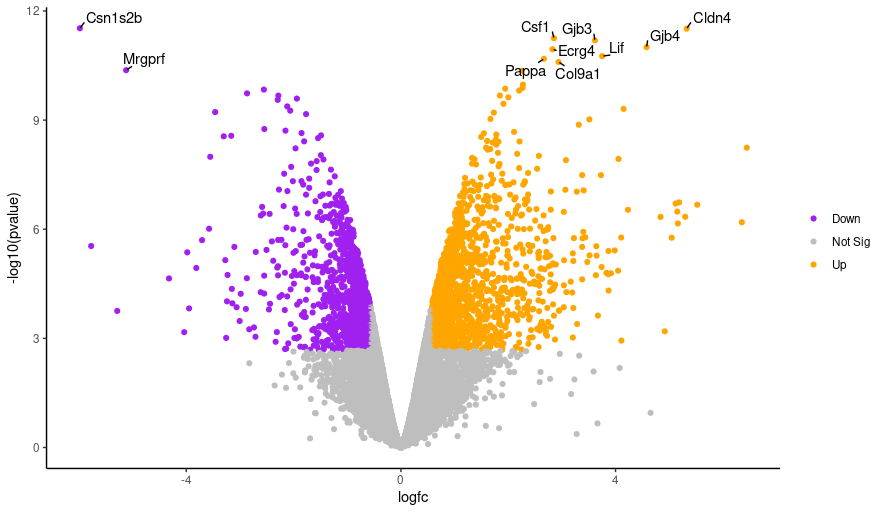 12
9
6
3
0
-log10(pvalue)
Csn1s2b
Mrgprf
Csf1
Gjb3
Cldn4
Gjb4
Ecrg4
Lif
Pappa
Col9a1
Down
Not Sig
Up
-4
0
4
logfc